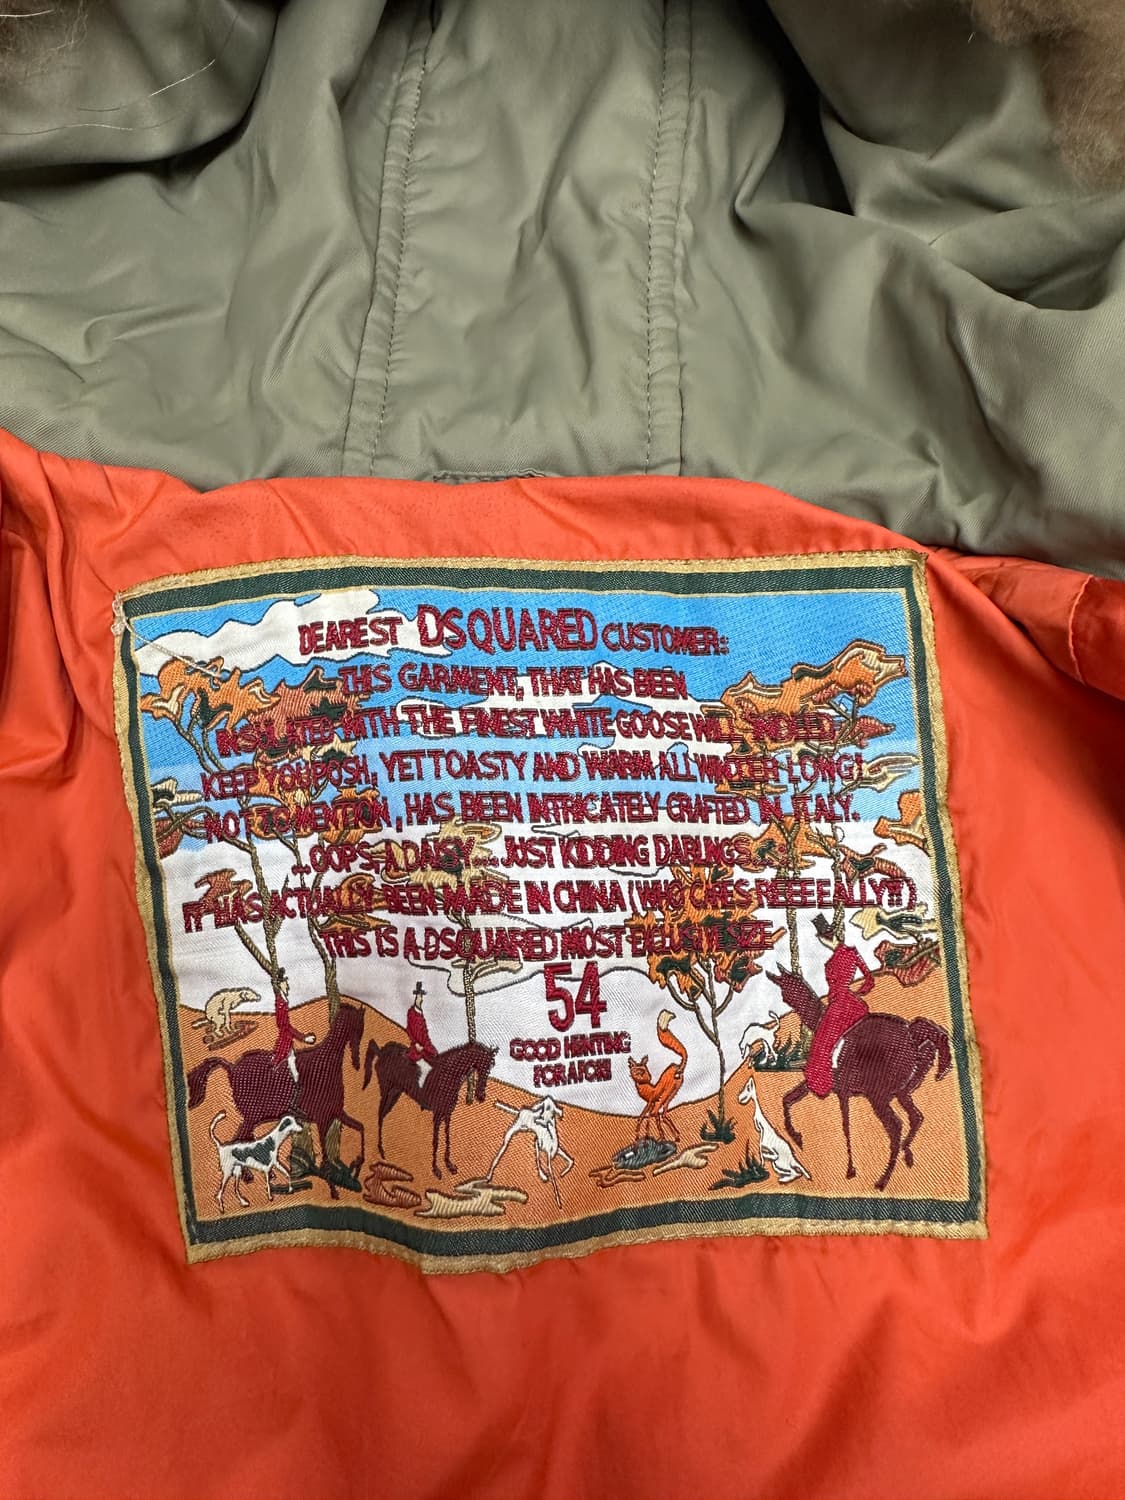 DEAREST DSQUARED CUSTOMER:
THIS GARMENT, THAT HAS BEEN
INSULATED WITH THE FINEST WHITE GOOSE WILL INDEED
KEEP YOU POSH, YET TOASTY AND WARM ALL WINTER LONG!
NOT TO MENTION, HAS BEEN INTRICATELY CRAFTED IN ITALY.
...OOPS, A DAISY... JUST KIDDING DARLINGS...:
IT HAS ACTUALLY BEEN MADE IN CHINA (WHO CARES REEEEALLY?!)
THIS IS A DSQUARED MOST EXCLUSIVE SIZE
54
GOOD HUNTING
FOR A FOX!